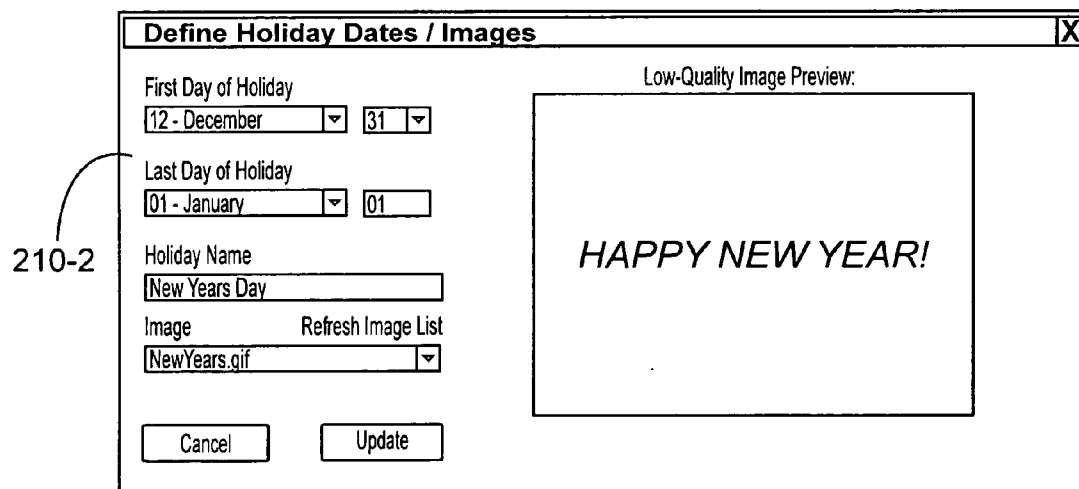 Define Holiday Dates / Images X
First Day of Holiday
12 - December 31
Last Day of Holiday
01 - January 01
210-2
Holiday Name
New Years Day
Image Refresh Image List
NewYears.gif
Cancel Update
Low-Quality Image Preview:
HAPPY NEW YEAR!